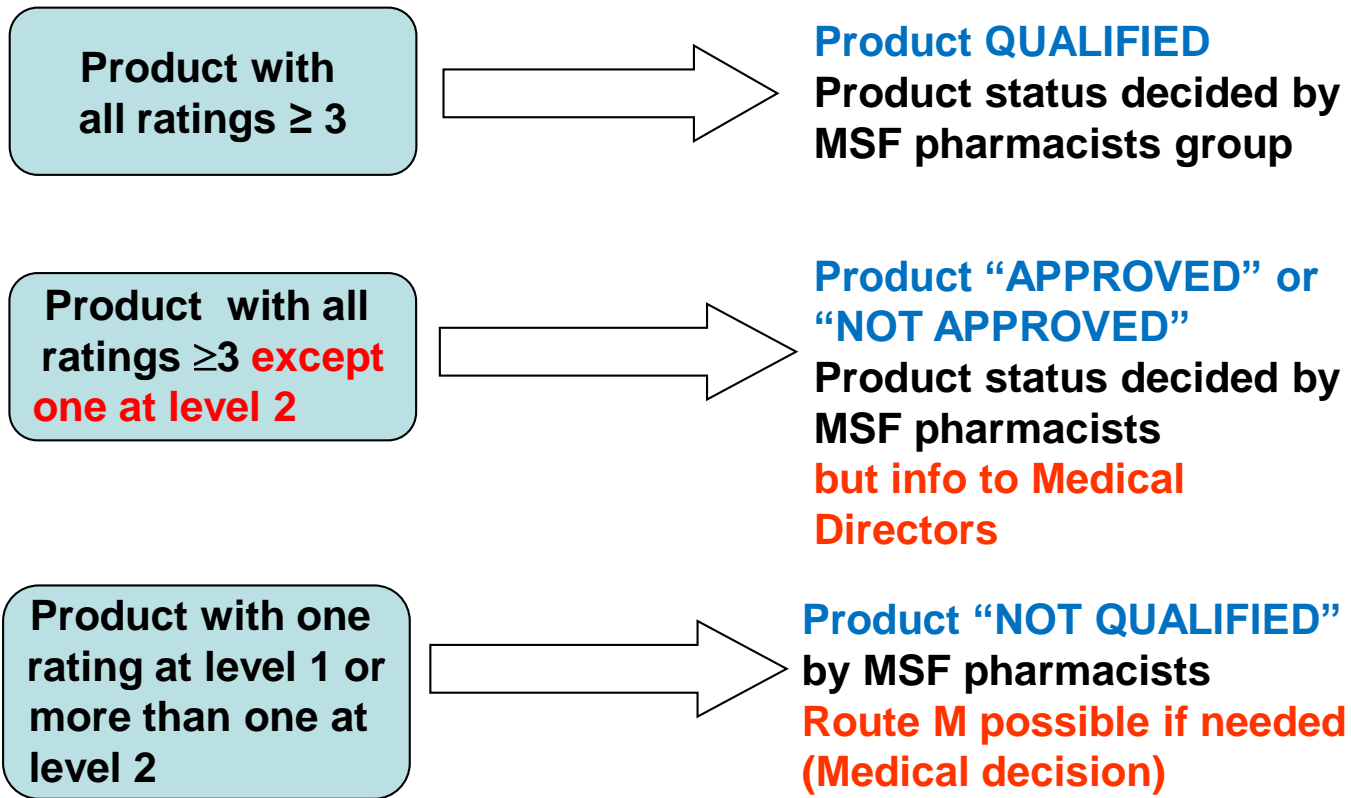 Product with
all ratings ≥ 3
Product QUALIFIED
Product status decided by
MSF pharmacists group
Product with all
ratings ≥3 except
one at level 2
Product “APPROVED” or
“NOT APPROVED”
Product status decided by
MSF pharmacists
but info to Medical
Directors
Product with one
rating at level 1 or
more than one at
level 2
Product “NOT QUALIFIED”
by MSF pharmacists
Route M possible if needed
(Medical decision)